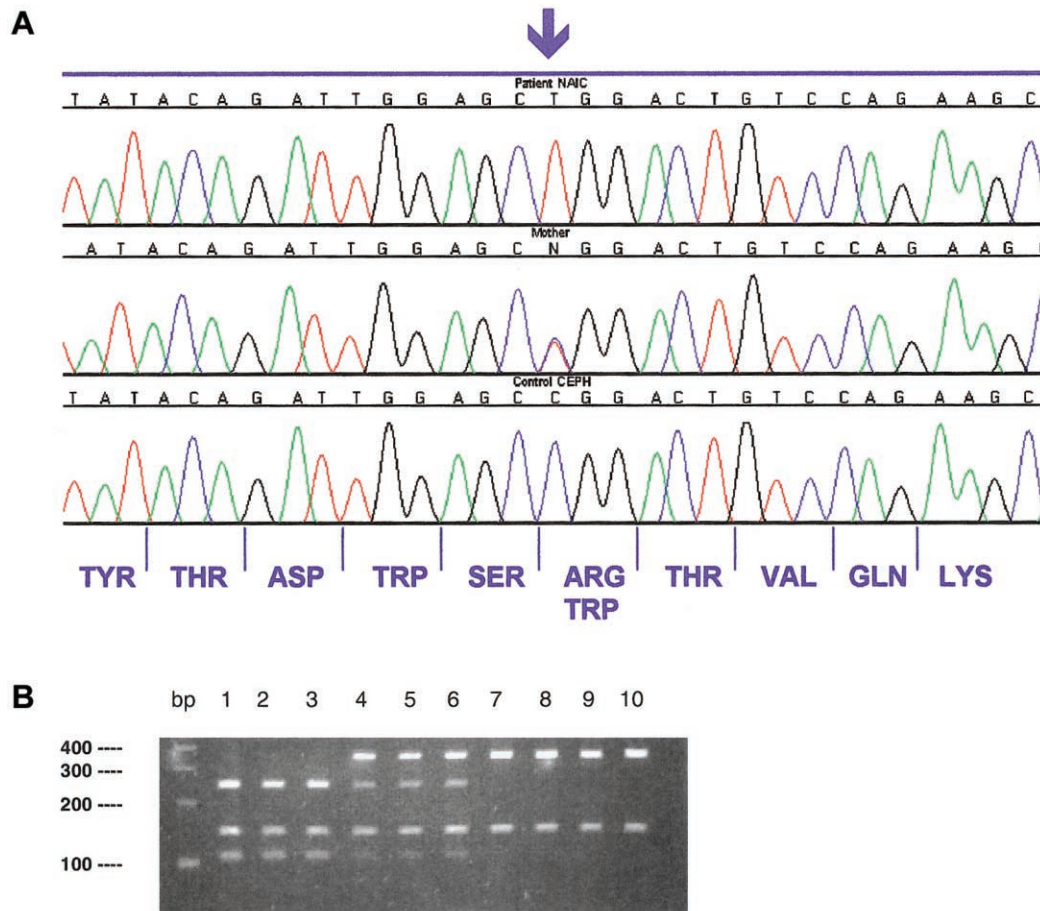 A
Patient NAIC
T A T A C A G A T T G G A G C T G G A C T G T C C A G A A G C
Mother
A T A C A G A T T G G A G C N G G A C T G T C C A G A A G
Control CEPH
T A T A C A G A T T G G A G C C G G A C T G T C C A G A A G C
TYR THR ASP TRP SER ARG THR VAL GLN LYS
TRP
B
bp 1 2 3 4 5 6 7 8 9 10
400 ----
300 ----
200 ----
100 ----